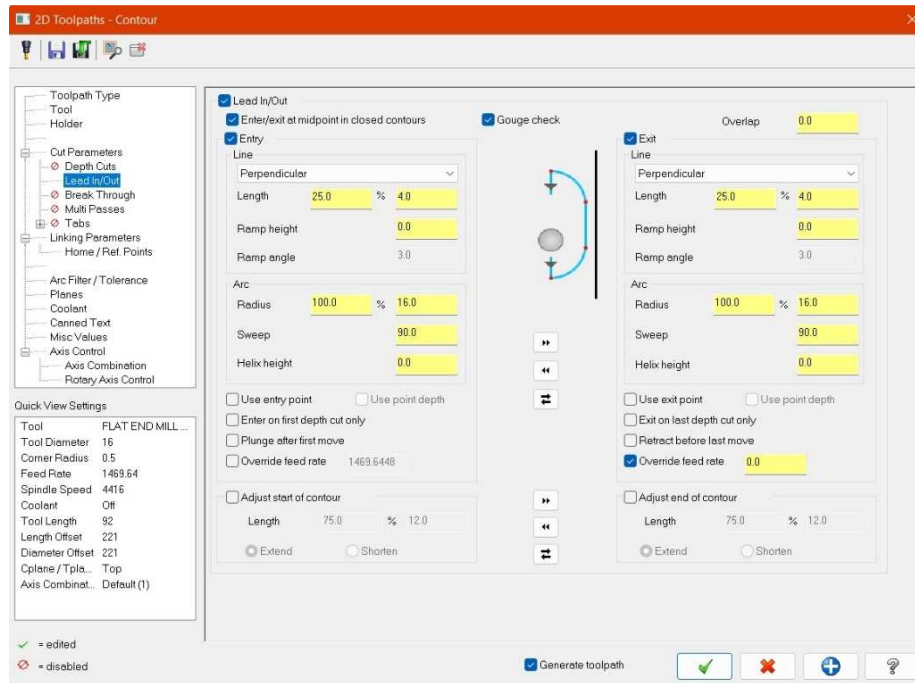 2D Toolpaths - Contour
Toolpath Type
Tool
Holder
Cut Parameters
Depth Cuts
Lead In/Out
Break Through
Multi Passes
Tabs
Linking Parameters
Home / Ref. Points
Arc Filter / Tolerance
Planes
Coolant
Canned Text
Misc Values
Axis Control
Axis Combination
Rotary Axis Control
Quick View Settings
Tool FLAT END MILL ...
Tool Diameter 16
Corner Radius 0.5
Feed Rate 1469.64
Spindle Speed 4416
Coolant Off
Tool Length 92
Length Offset 221
Diameter Offset 221
Cplane / Tpla... Top
Axis Combinat... Default (1)
= edited
= disabled
Lead In/Out
Enter/exit at midpoint in closed contours
Gouge check
Overlap 0.0
Entry
Line
Perpendicular
Length 25.0 % 4.0
Ramp height 0.0
Ramp angle 3.0
Arc
Radius 100.0 % 16.0
Sweep 90.0
Helix height 0.0
Use entry point Use point depth
Enter on first depth cut only
Plunge after first move
Override feed rate 1469.6448
Adjust start of contour
Length 75.0 % 12.0
Extend Shorten
Exit
Line
Perpendicular
Length 25.0 % 4.0
Ramp height 0.0
Ramp angle 3.0
Arc
Radius 100.0 % 16.0
Sweep 90.0
Helix height 0.0
Use exit point Use point depth
Exit on last depth cut only
Retract before last move
Override feed rate 0.0
Adjust end of contour
Length 75.0 % 12.0
Extend Shorten
Generate toolpath